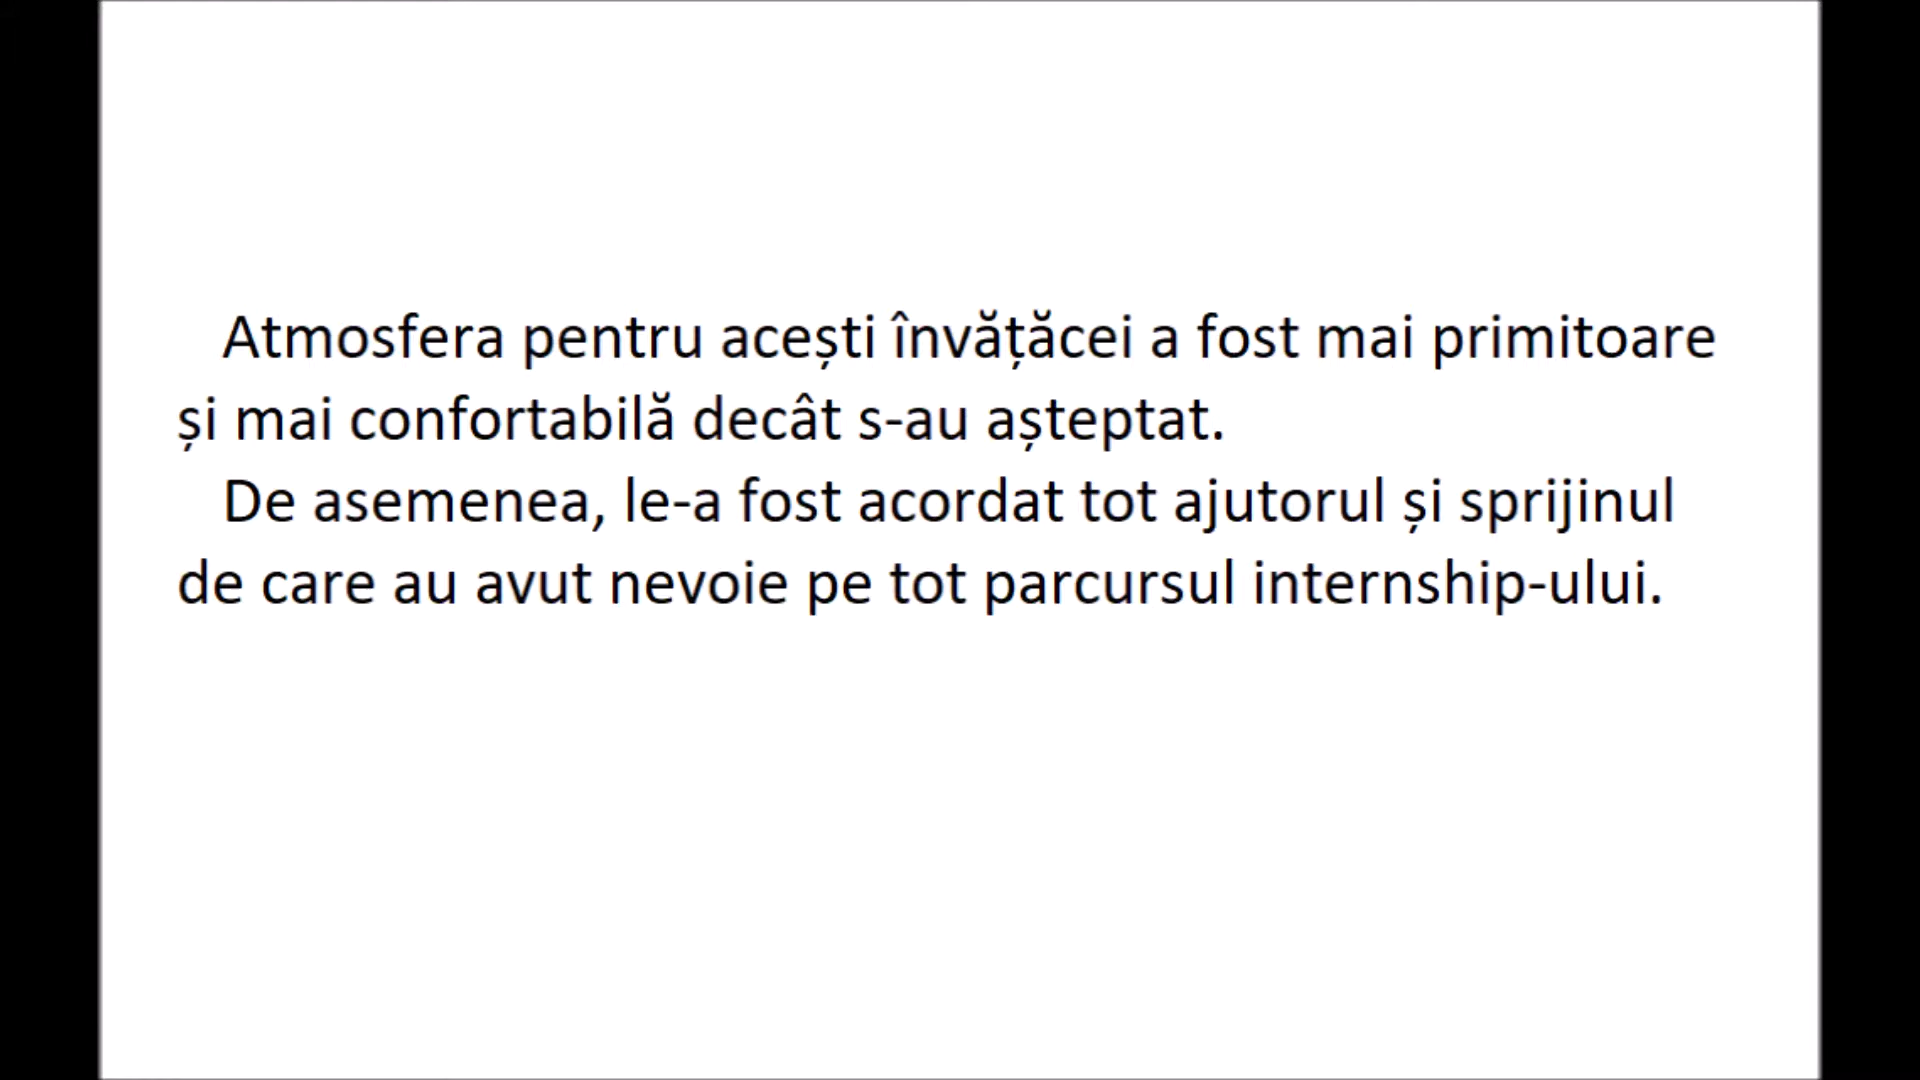 Atmosfera pentru acești învățăcei a fost mai primitoare
și mai confortabilă decât s-au așteptat.
De asemenea, le-a fost acordat tot ajutorul și sprijinul
de care au avut nevoie pe tot parcursul internship-ului.